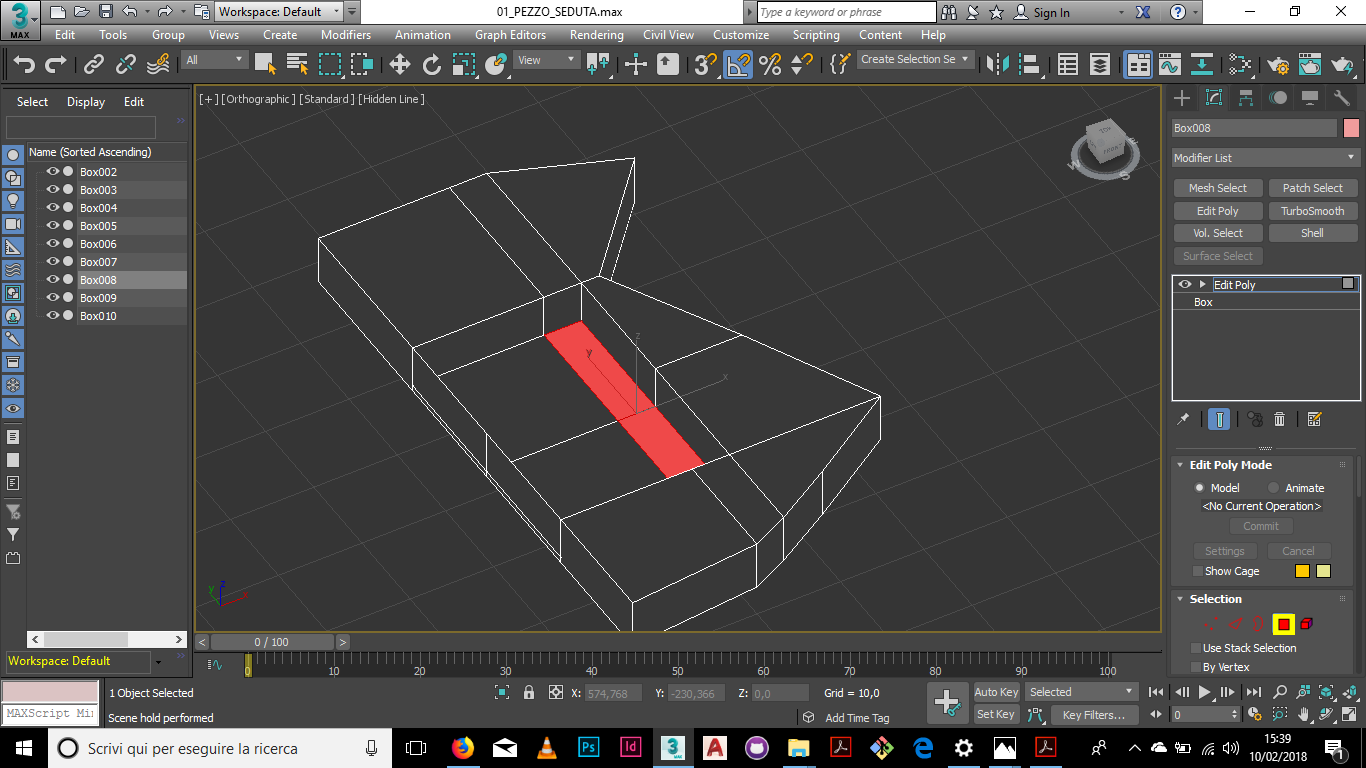 Workspace: Default
01_PEZZO_SEDUTA.max
Type a keyword or phrase
Sign In
3
MAX
Edit Tools Group Views Create Modifiers Animation Graph Editors Rendering Civil View Customize Scripting Content Help
All
View
3
Create Selection Se
Select Display Edit
[+] [Orthographic] [Standard] [Hidden Line]
Name (Sorted Ascending)
Box002
Box003
Box004
Box005
Box006
Box007
Box008
Box009
Box010
z
y
x
W
S
Box008
Modifier List
Mesh Select Patch Select
Edit Poly TurboSmooth
Vol. Select Shell
Surface Select
Edit Poly
Box
Edit Poly Mode
Model Animate
<No Current Operation>
Commit
Settings Cancel
Show Cage
Selection
Use Stack Selection
By Vertex
0 / 100
Workspace: Default
0 10 20 30 40 50 60 70 80 90 100
1 Object Selected
X: 574,768 Y: -230,366 Z: 0,0 Grid = 10,0
Auto Key Selected
MAXScript Mi
Scene hold performed
Add Time Tag
Set Key Key Filters...
0
Scrivi qui per eseguire la ricerca
Ps
Id
3
MAX
15:39
10/02/2018
1